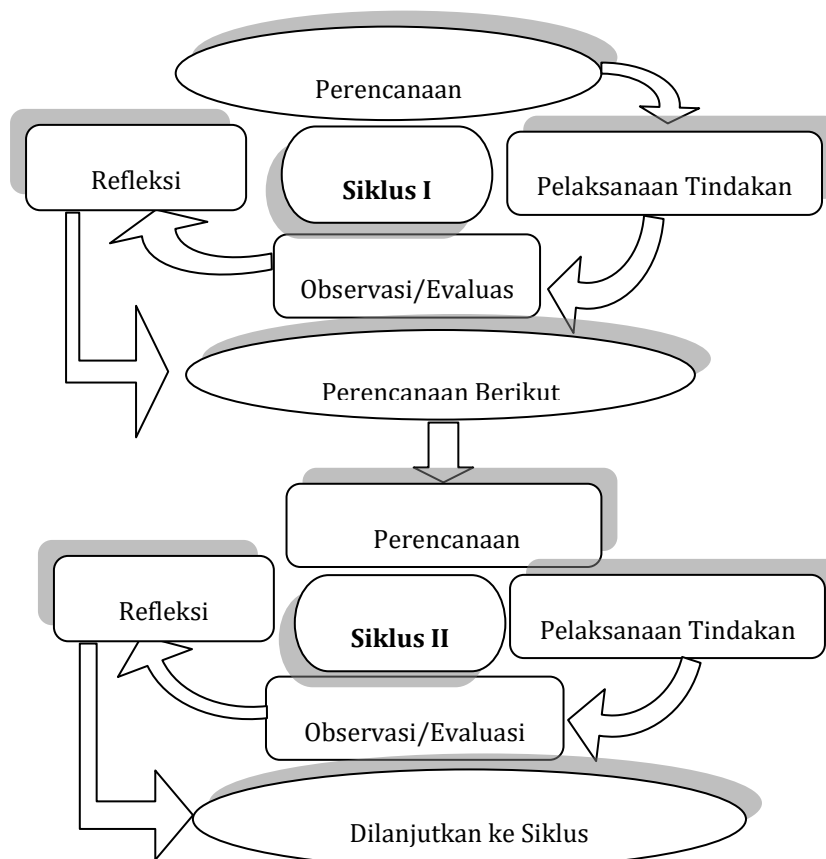 Perencanaan
Refleksi
Siklus I
Pelaksanaan Tindakan
Observasi/Evaluas
Perencanaan Berikut
Perencanaan
Refleksi
Siklus II
Pelaksanaan Tindakan
Observasi/Evaluasi
Dilanjutkan ke Siklus